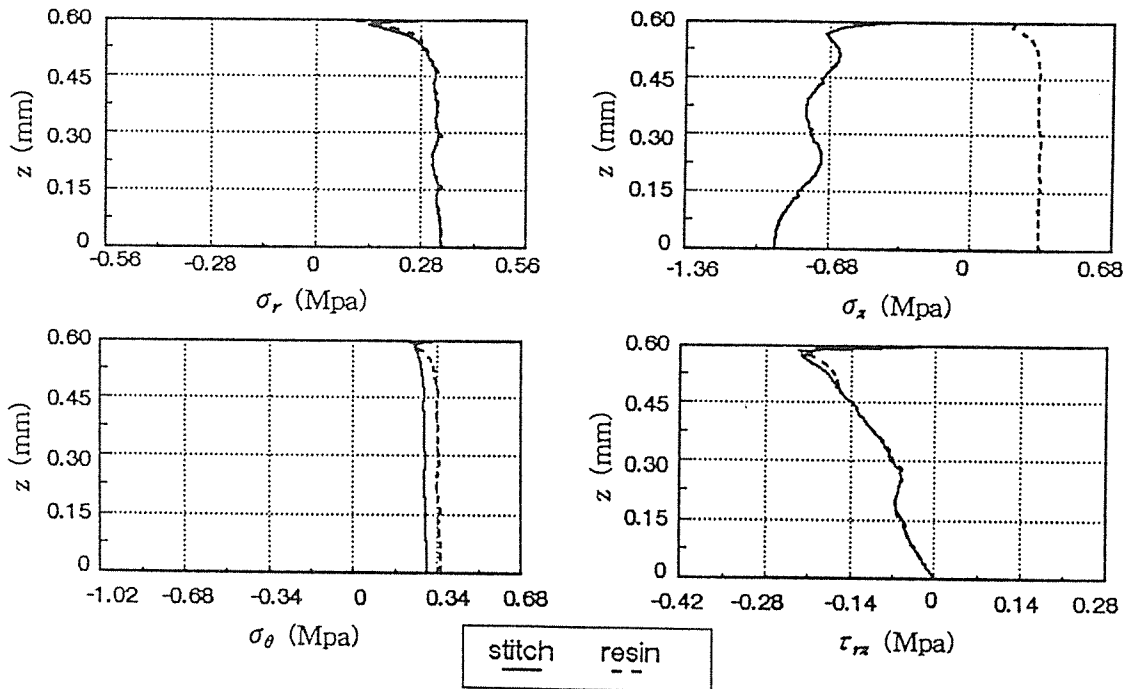 0.60
0.45
z (mm)
0.30
0.15
0
-0.56 -0.28 0 0.28 0.56
σr (Mpa)
0.60
0.45
z (mm)
0.30
0.15
0
-1.36 -0.68 0 0.68
σz (Mpa)
0.60
0.45
z (mm)
0.30
0.15
0
-1.02 -0.68 -0.34 0 0.34 0.68
σθ (Mpa)
0.60
0.45
z (mm)
0.30
0.15
0
-0.42 -0.28 -0.14 0 0.14 0.28
τrz (Mpa)
stitch resin